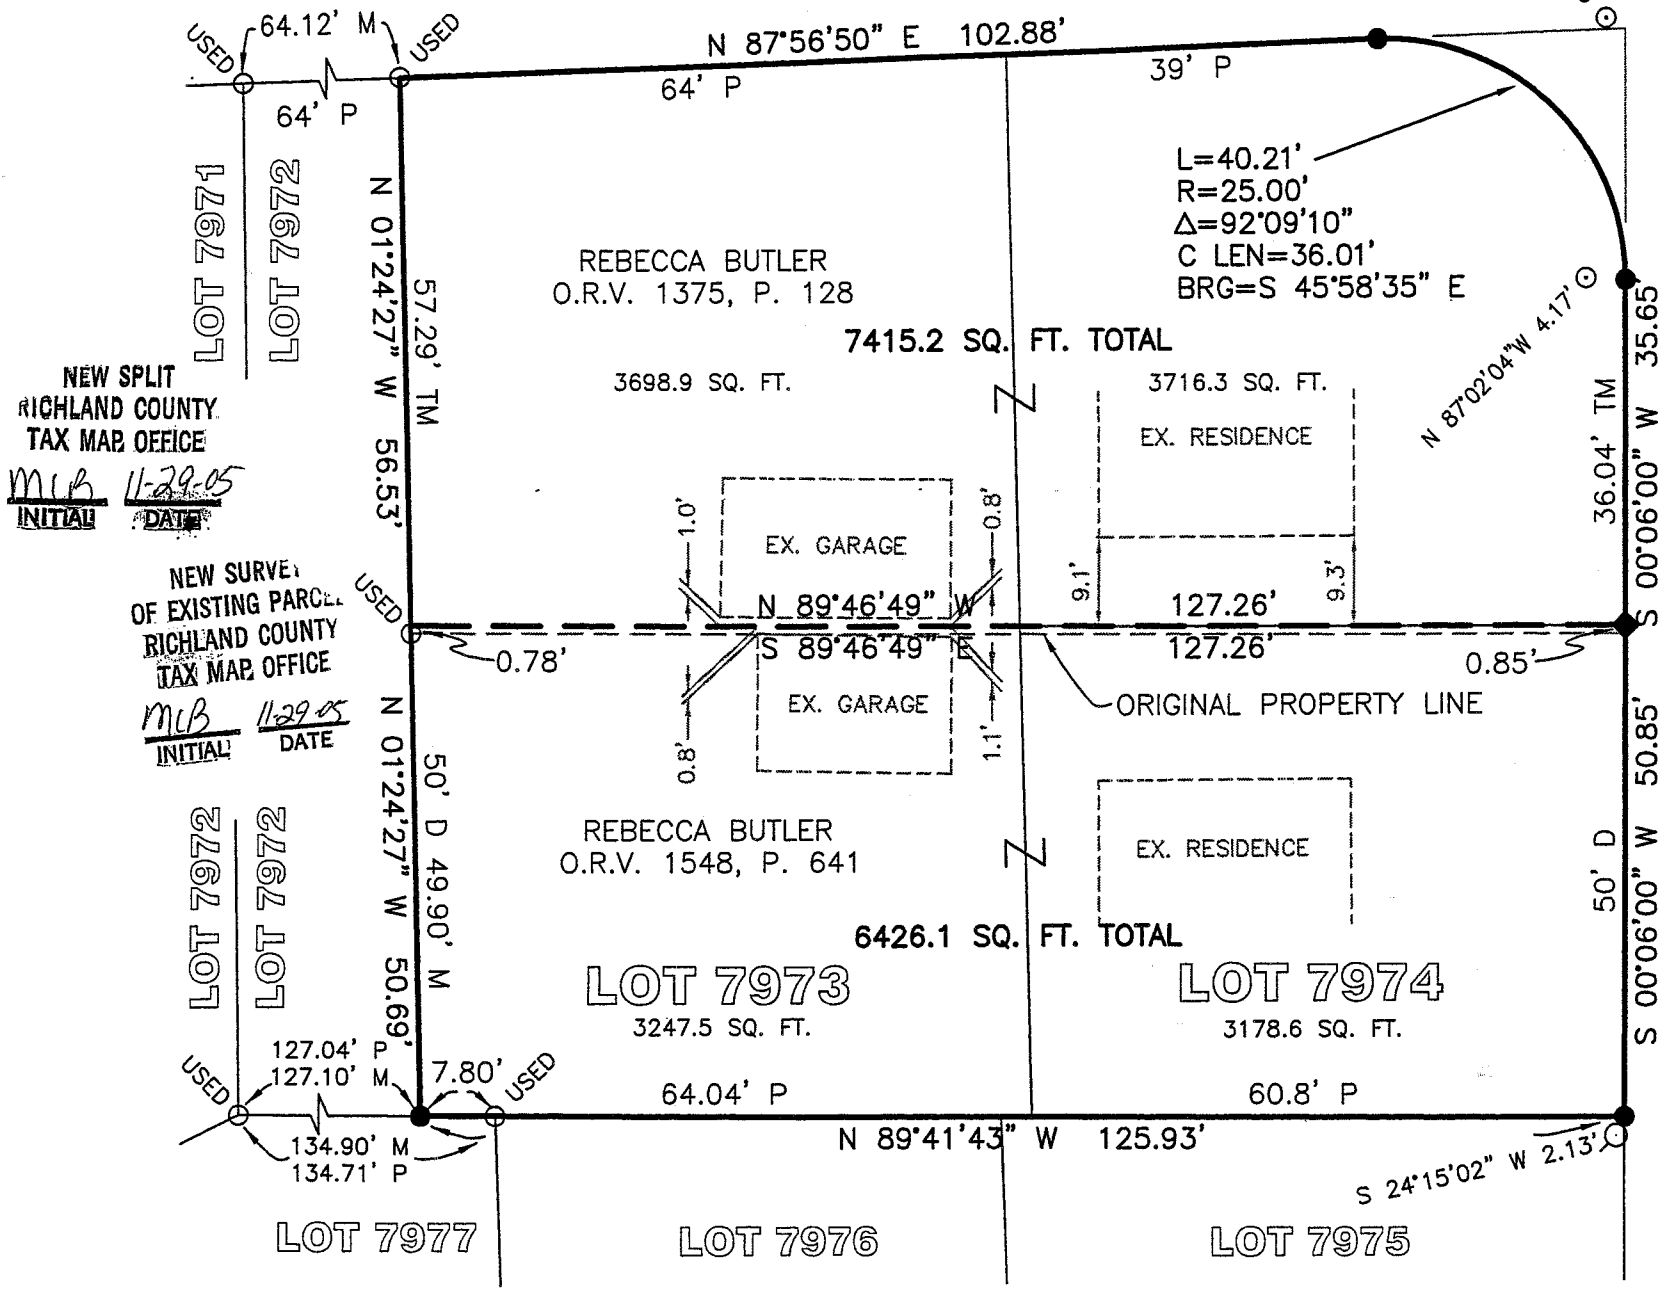 USED
64.12' M
USED
N 87°56'50" E 102.88'
64' P
64' P
39' P
L=40.21'
R=25.00'
Δ=92°09'10"
C LEN=36.01'
BRG=S 45°58'35" E
LOT 7971
LOT 7972
N 01°24'27" W 56.53'
57.29' TM
REBECCA BUTLER
O.R.V. 1375, P. 128
7415.2 SQ. FT. TOTAL
3698.9 SQ. FT.
3716.3 SQ. FT.
N 87°02'04"W 4.17'
36.04' TM
S 00°06'00" W 35.65'
NEW SPLIT
RICHLAND COUNTY
TAX MAP OFFICE
MCB 11-29-05
INITIAL DATE
EX. RESIDENCE
1.0'
EX. GARAGE
0.8'
9.1'
9.3'
NEW SURVEY
OF EXISTING PARCEL
RICHLAND COUNTY
TAX MAP OFFICE
MCB 11-29-05
INITIAL DATE
USED
N 89°46'49" W
127.26'
S 89°46'49" E
127.26'
0.78'
0.85'
ORIGINAL PROPERTY LINE
0.8'
EX. GARAGE
1.1'
N 01°24'27" W 50.69'
50' D 49.90' M
REBECCA BUTLER
O.R.V. 1548, P. 641
EX. RESIDENCE
50' D
S 00°06'00" W 50.85'
LOT 7972
LOT 7972
6426.1 SQ. FT. TOTAL
LOT 7973
3247.5 SQ. FT.
LOT 7974
3178.6 SQ. FT.
USED
127.04' P
127.10' M
7.80'
USED
64.04' P
60.8' P
134.90' M
134.71' P
N 89°41'43" W 125.93'
S 24°15'02" W 2.13'
LOT 7977
LOT 7976
LOT 7975